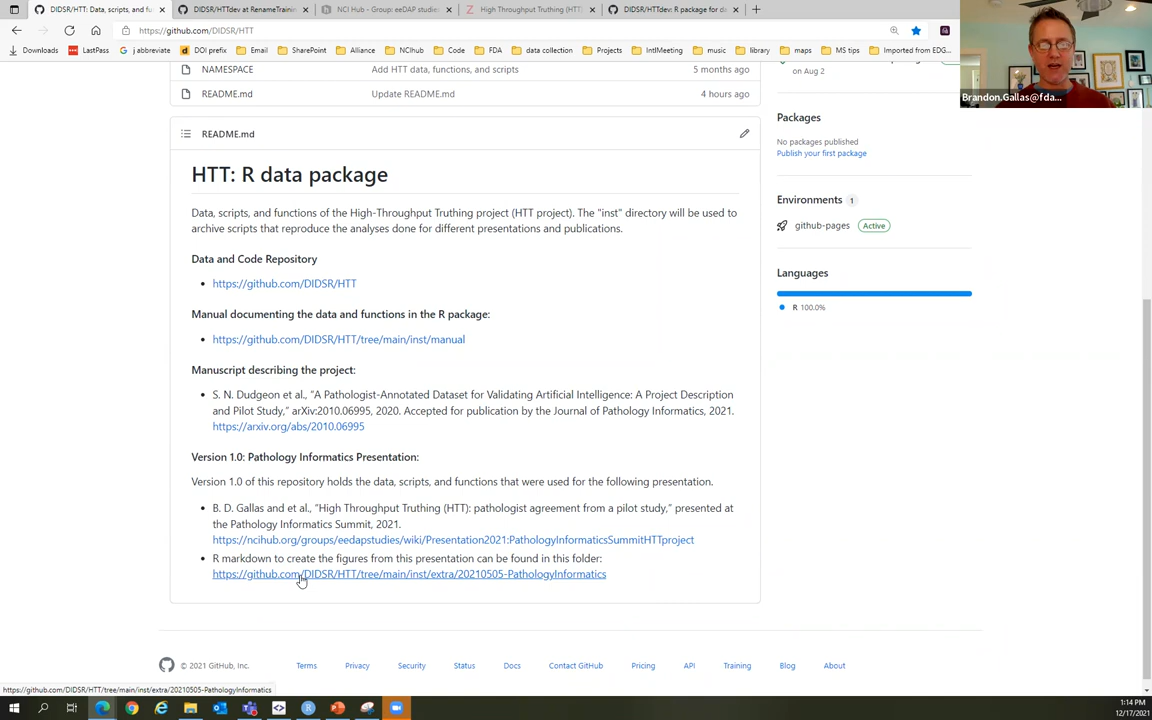 DIDSR/HTT: Data, scripts, and fu
DIDSR/HTTdev at RenameTrainin
NCI Hub - Group: eeDAP studies
High Throughput Truthing (HTT)
DIDSR/HTTdev: R package for d
https://github.com/DIDSR/HTT
Downloads
LastPass
j abbreviate
DOI prefix
Email
SharePoint
Alliance
NCIhub
Code
FDA
data collection
Projects
IntlMeeting
music
library
maps
MS tips
Imported from EDG...
Brandon.Gallas@fda...
NAMESPACE
Add HTT data, functions, and scripts
5 months ago
README.md
Update README.md
4 hours ago
on Aug 2
README.md
HTT: R data package
Data, scripts, and functions of the High-Throughput Truthing project (HTT project). The "inst" directory will be used to
archive scripts that reproduce the analyses done for different presentations and publications.
Data and Code Repository
https://github.com/DIDSR/HTT
Manual documenting the data and functions in the R package:
https://github.com/DIDSR/HTT/tree/main/inst/manual
Manuscript describing the project:
S. N. Dudgeon et al., "A Pathologist-Annotated Dataset for Validating Artificial Intelligence: A Project Description
and Pilot Study," arXiv:2010.06995, 2020. Accepted for publication by the Journal of Pathology Informatics, 2021.
https://arxiv.org/abs/2010.06995
Version 1.0: Pathology Informatics Presentation:
Version 1.0 of this repository holds the data, scripts, and functions that were used for the following presentation.
B. D. Gallas and et al., "High Throughput Truthing (HTT): pathologist agreement from a pilot study," presented at
the Pathology Informatics Summit, 2021.
https://ncihub.org/groups/eedapstudies/wiki/Presentation2021:PathologyInformaticsSummitHTTproject
R markdown to create the figures from this presentation can be found in this folder:
https://github.com/DIDSR/HTT/tree/main/inst/extra/20210505-PathologyInformatics
Packages
No packages published
Publish your first package
Environments 1
github-pages Active
Languages
R 100.0%
© 2021 GitHub, Inc.
Terms
Privacy
Security
Status
Docs
Contact GitHub
Pricing
API
Training
Blog
About
https://github.com/DIDSR/HTT/tree/main/inst/extra/20210505-PathologyInformatics
1:14 PM
12/17/2021